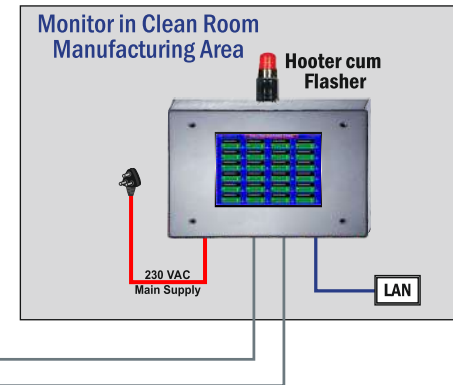 Monitor in Clean Room
Manufacturing Area
Hooter cum
Flasher
230 VAC
Main Supply
LAN